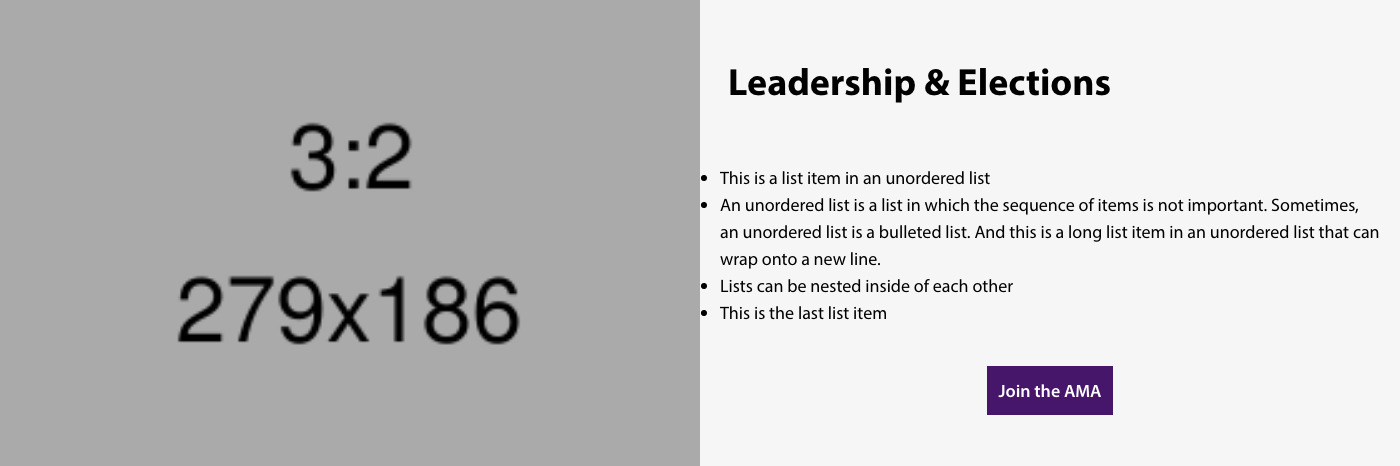 3:2
279x186
Leadership & Elections
This is a list item in an unordered list
An unordered list is a list in which the sequence of items is not important. Sometimes,
an unordered list is a bulleted list. And this is a long list item in an unordered list that can
wrap onto a new line.
Lists can be nested inside of each other
This is the last list item
Join the AMA